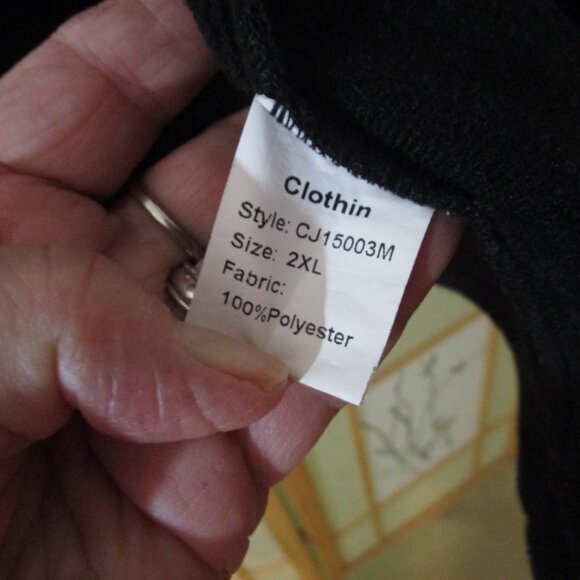 Clothin
Style: CJ15003M
Size: 2XL
Fabric:
100%Polyester